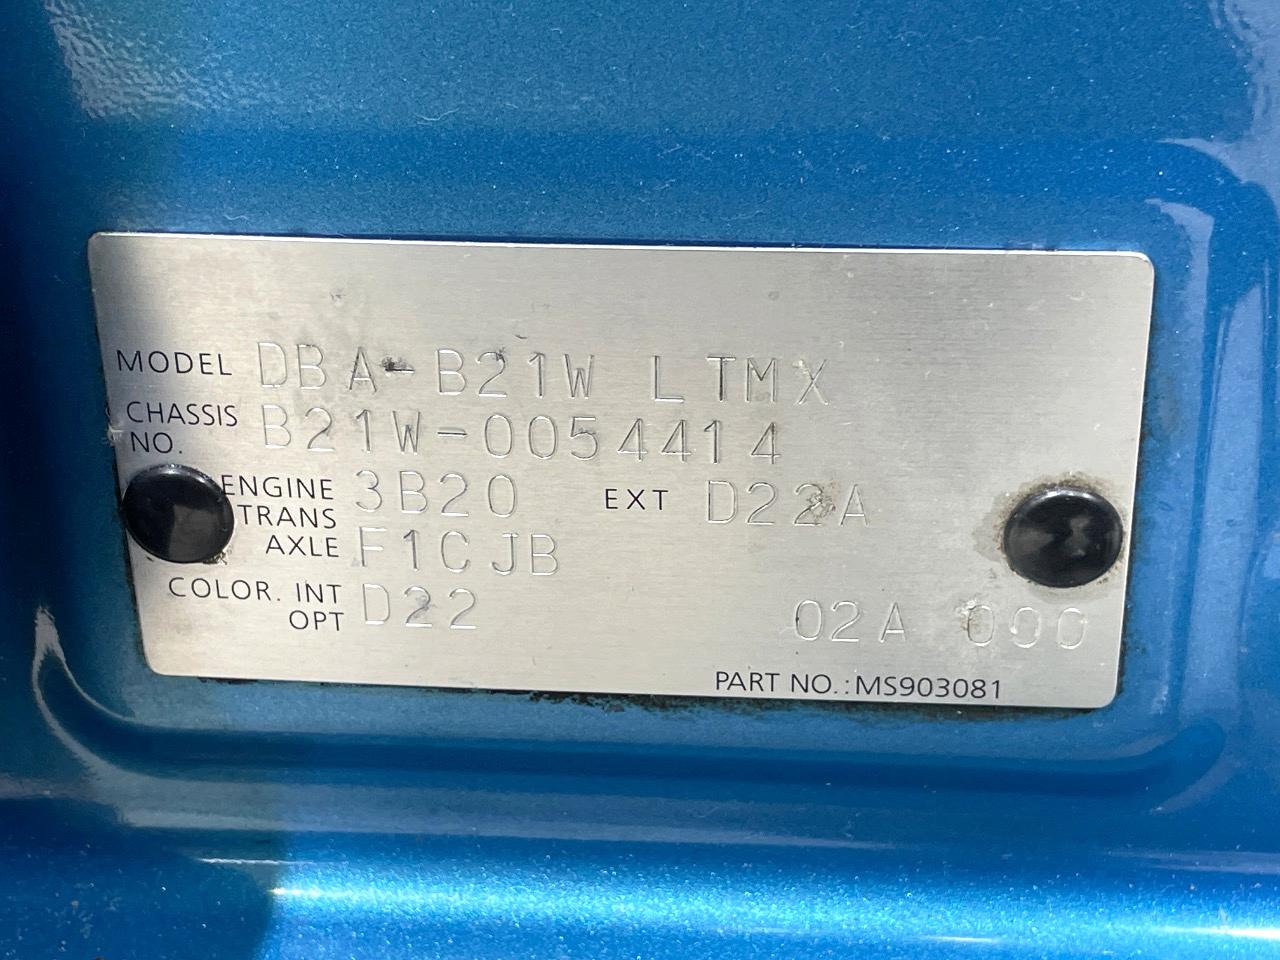 MODEL DBA-B21W LTMX
CHASSIS NO. B21W-0054414
ENGINE 3B20 EXT D22A
TRANS AXLE F1CJB
COLOR. INT OPT D22 02A 000
PART NO.:MS903081